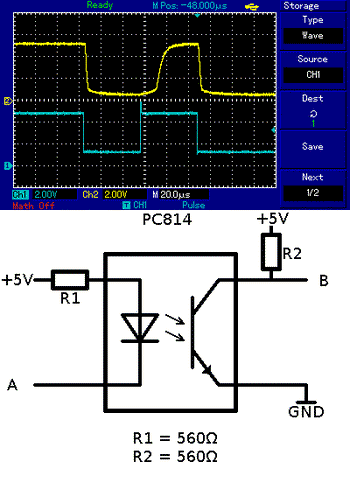 Ready M Pos: -48.000µs Storage
Type
Wave
Source
CH1
Dest
1
Save
Next
1/2
2
1
Ch1 2.00V Ch2 2.00V M 20.0µs
Math Off T CH1 Pulse
PC814
+5V
R2
+5V
R1
B
A
GND
R1 = 560Ω
R2 = 560Ω